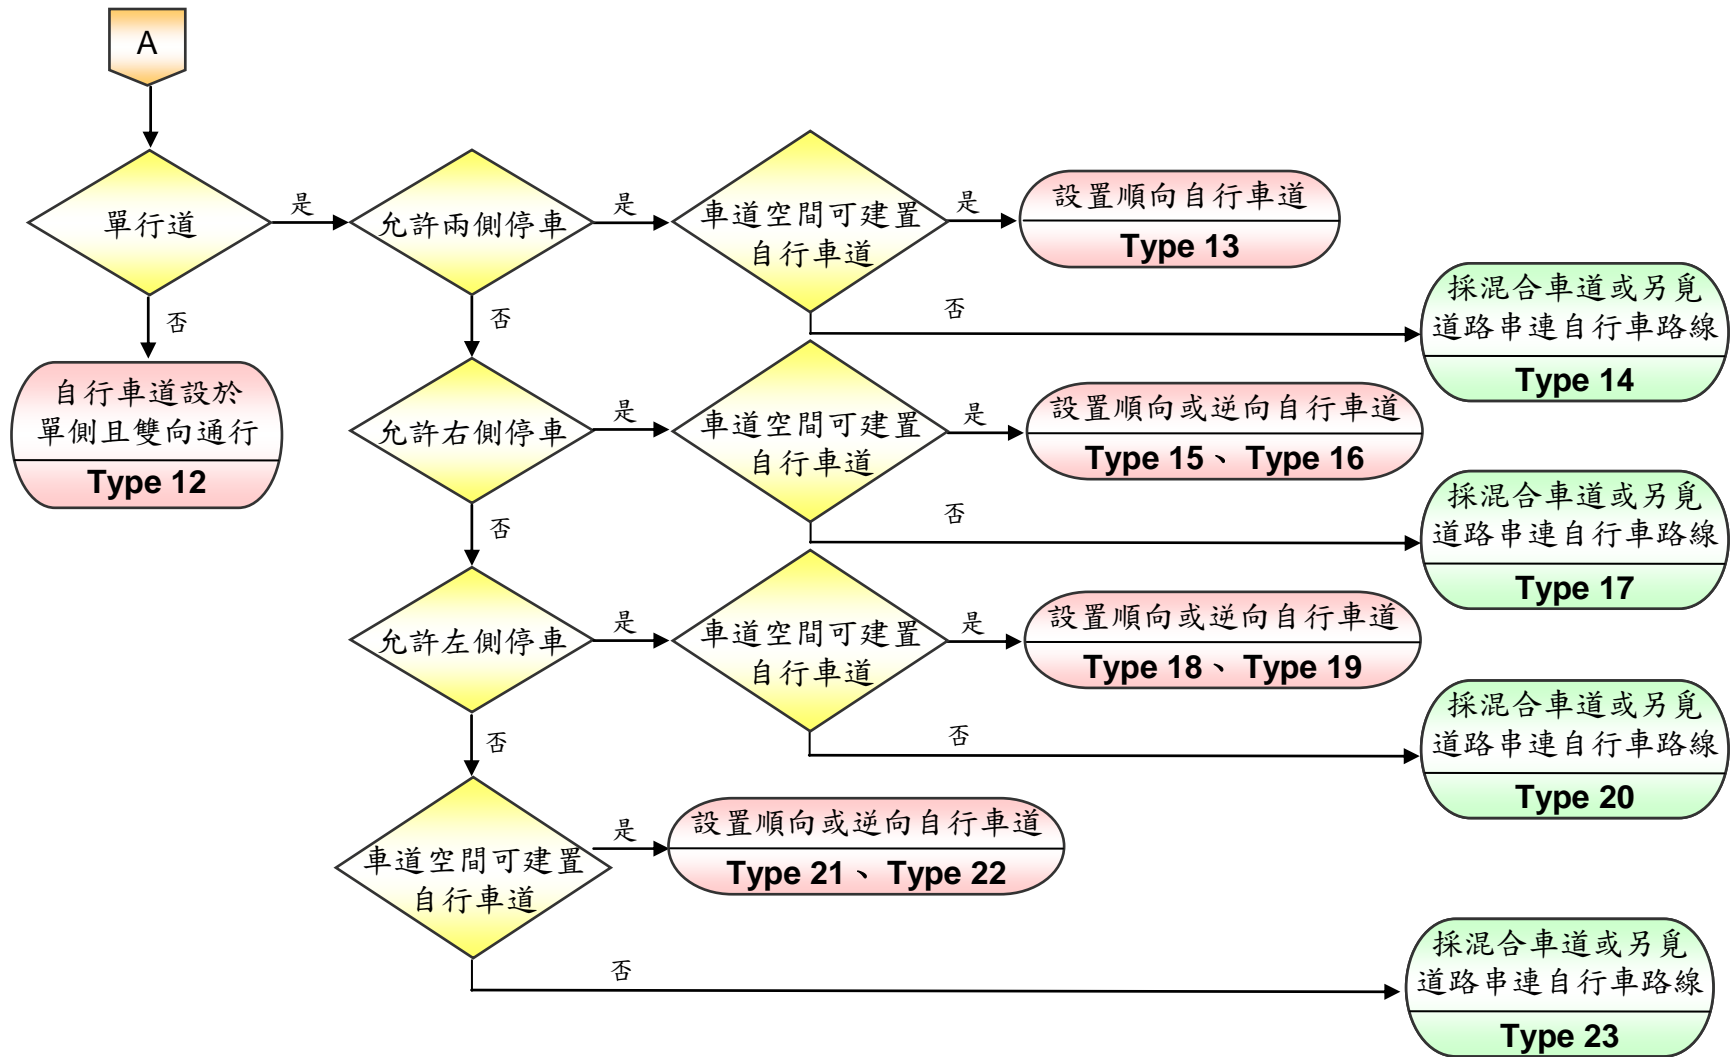 A
單行道
是
允許兩側停車
是
車道空間可建置
自行車道
是
設置順向自行車道
Type 13
否
採混合車道或另覓
道路串連自行車路線
Type 14
否
自行車道設於
單側且雙向通行
Type 12
否
允許右側停車
是
車道空間可建置
自行車道
是
設置順向或逆向自行車道
Type 15、 Type 16
否
採混合車道或另覓
道路串連自行車路線
Type 17
否
允許左側停車
是
車道空間可建置
自行車道
是
設置順向或逆向自行車道
Type 18、 Type 19
否
採混合車道或另覓
道路串連自行車路線
Type 20
否
車道空間可建置
自行車道
是
設置順向或逆向自行車道
Type 21、 Type 22
否
採混合車道或另覓
道路串連自行車路線
Type 23